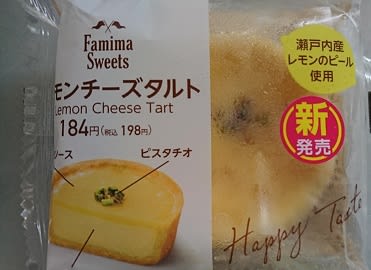 Famima
Sweets
モンチーズタルト
Lemon Cheese Tart
184円(税込198円)
ソース
ピスタチオ
瀬戸内産
レモンのピール
使用
新
発売
Happy Taste